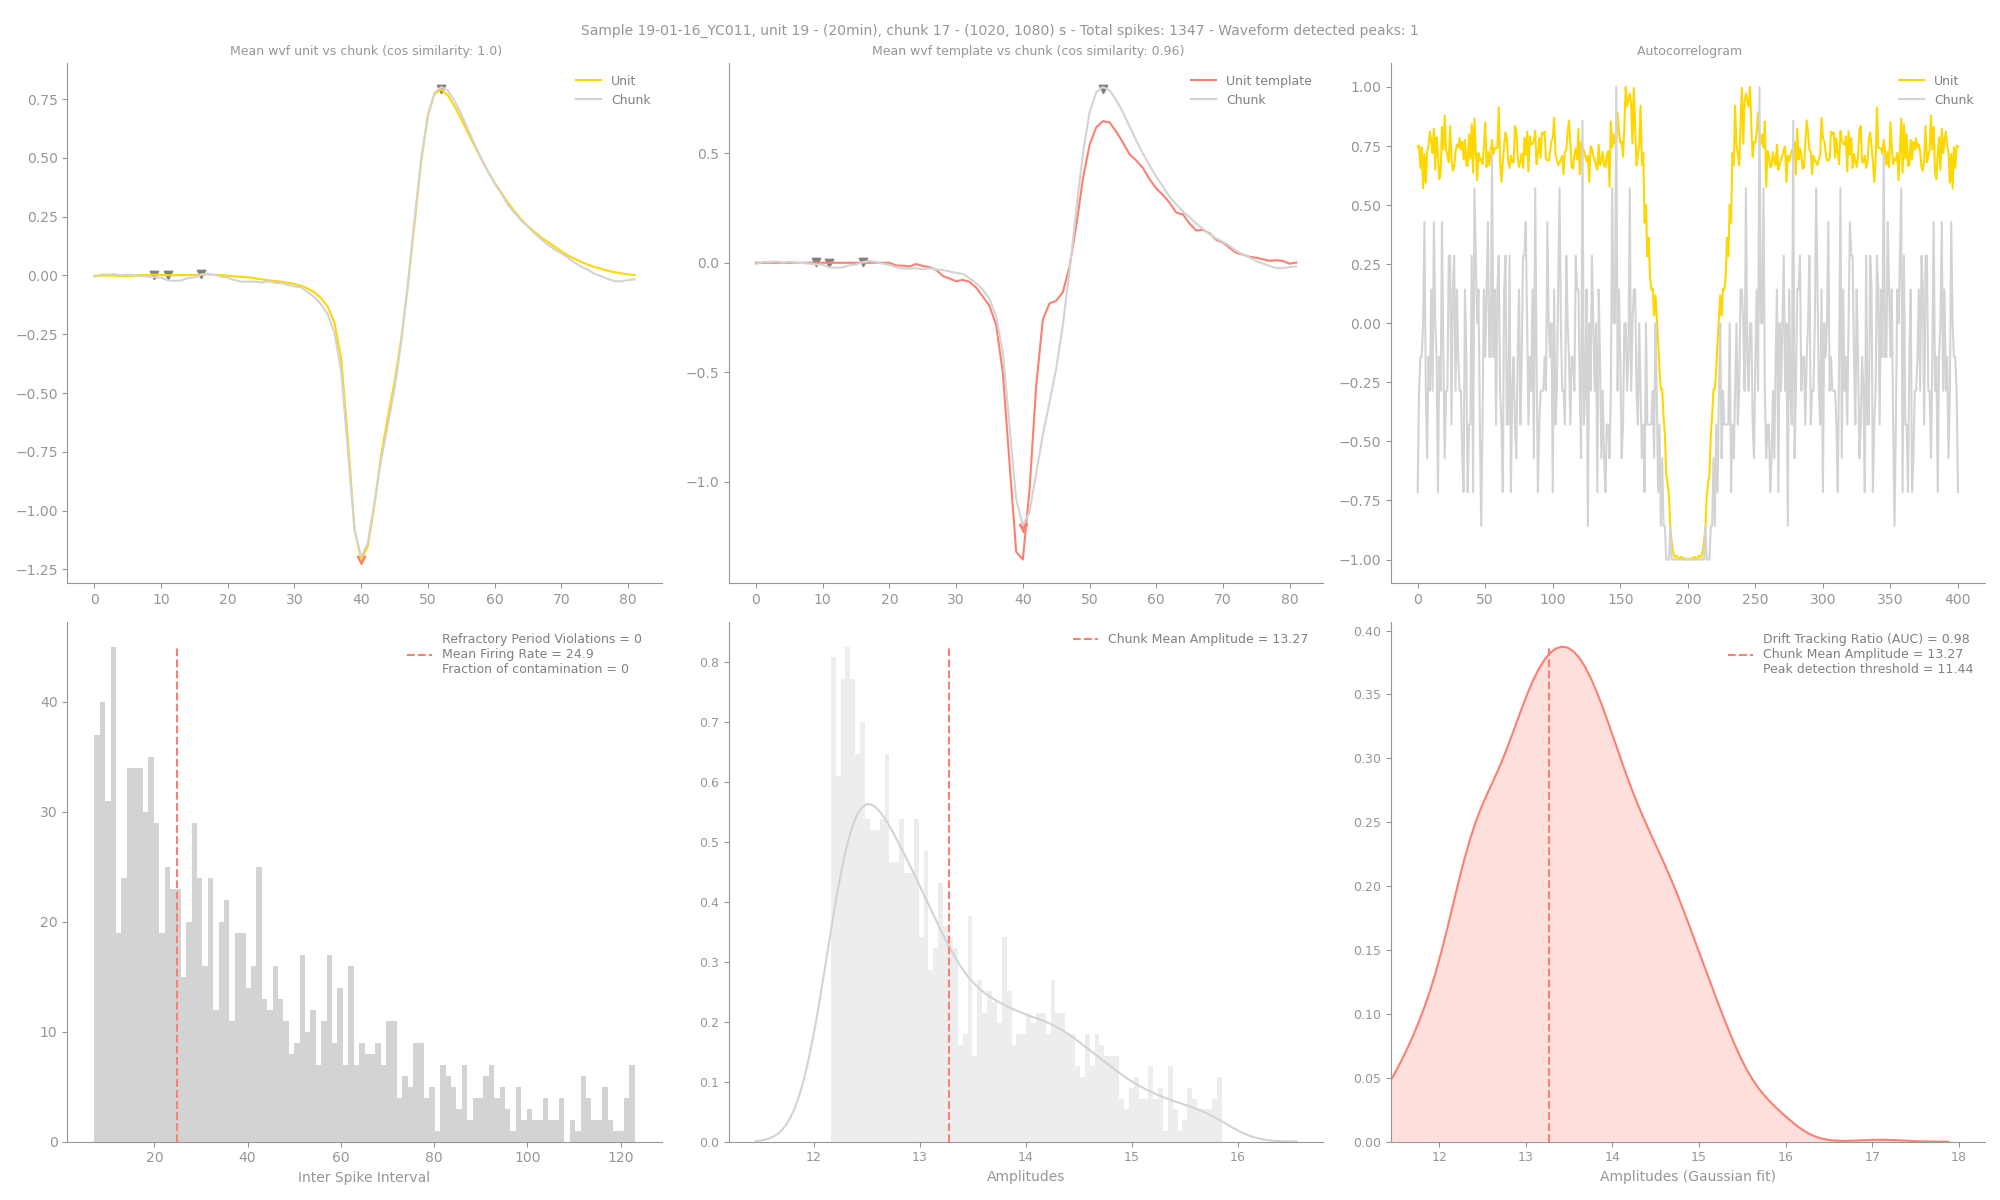 Sample 19-01-16_YC011, unit 19 - (20min), chunk 17 - (1020, 1080) s - Total spikes: 1347 - Waveform detected peaks: 1
Mean wvf unit vs chunk (cos similarity: 1.0)
Unit
Chunk
0.75
0.50
0.25
0.00
−0.25
−0.50
−0.75
−1.00
−1.25
0 10 20 30 40 50 60 70 80
Mean wvf template vs chunk (cos similarity: 0.96)
Unit template
Chunk
0.5
0.0
−0.5
−1.0
0 10 20 30 40 50 60 70 80
Autocorrelogram
Unit
Chunk
1.00
0.75
0.50
0.25
0.00
−0.25
−0.50
−0.75
−1.00
0 50 100 150 200 250 300 350 400
Refractory Period Violations = 0
Mean Firing Rate = 24.9
Fraction of contamination = 0
40
30
20
10
0
20 40 60 80 100 120
Inter Spike Interval
Chunk Mean Amplitude = 13.27
0.8
0.7
0.6
0.5
0.4
0.3
0.2
0.1
0.0
12 13 14 15 16
Amplitudes
Drift Tracking Ratio (AUC) = 0.98
Chunk Mean Amplitude = 13.27
Peak detection threshold = 11.44
0.40
0.35
0.30
0.25
0.20
0.15
0.10
0.05
0.00
12 13 14 15 16 17 18
Amplitudes (Gaussian fit)